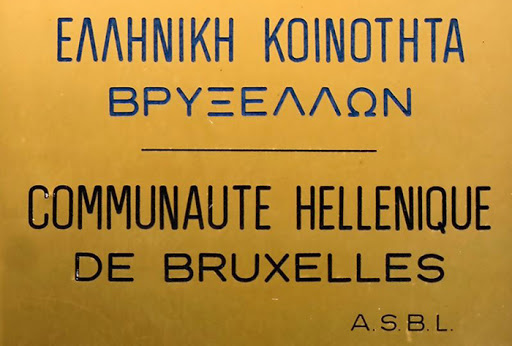 ΕΛΛΗΝΙΚΗ ΚΟΙΝΟΤΗΤΑ
ΒΡΥΞΕΛΛΩΝ
COMMUNAUTE HELLENIQUE
DE BRUXELLES
A.S.B.L.